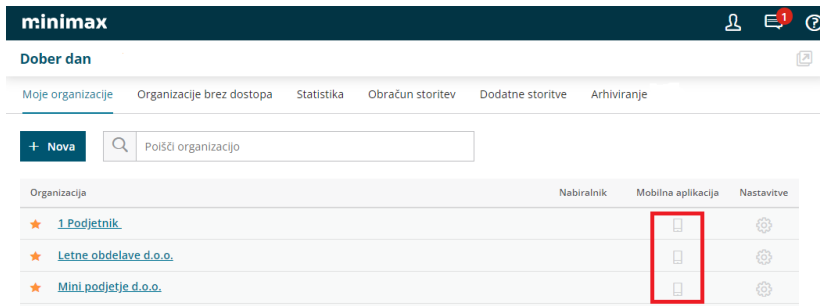 minimax
1
Dober dan
Moje organizacije Organizacije brez dostopa Statistika Obračun storitev Dodatne storitve Arhiviranje
+ Nova Poišči organizacijo
Organizacija Nabiralnik Mobilna aplikacija Nastavitve
1 Podjetnik
Letne obdelave d.o.o.
Mini podjetje d.o.o.